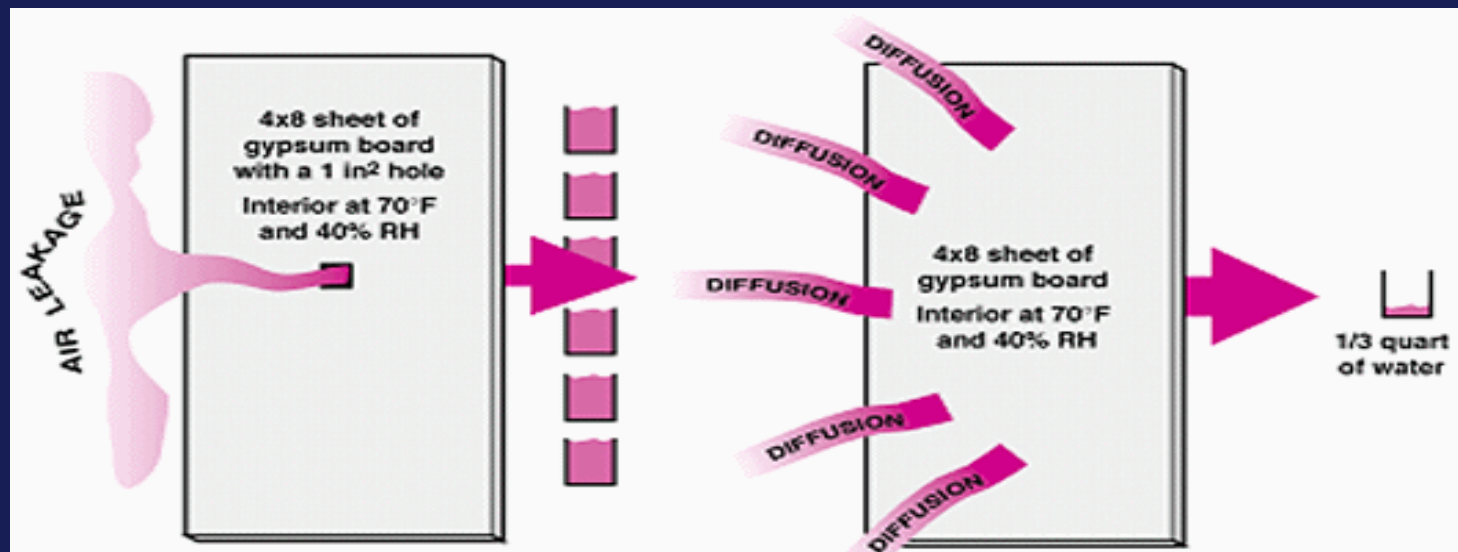 AIR LEAKAGE
4x8 sheet of
gypsum board
with a 1 in² hole
Interior at 70°F
and 40% RH
DIFFUSION
DIFFUSION
DIFFUSION
DIFFUSION
DIFFUSION
4x8 sheet of
gypsum board
Interior at 70°F
and 40% RH
1/3 quart
of water